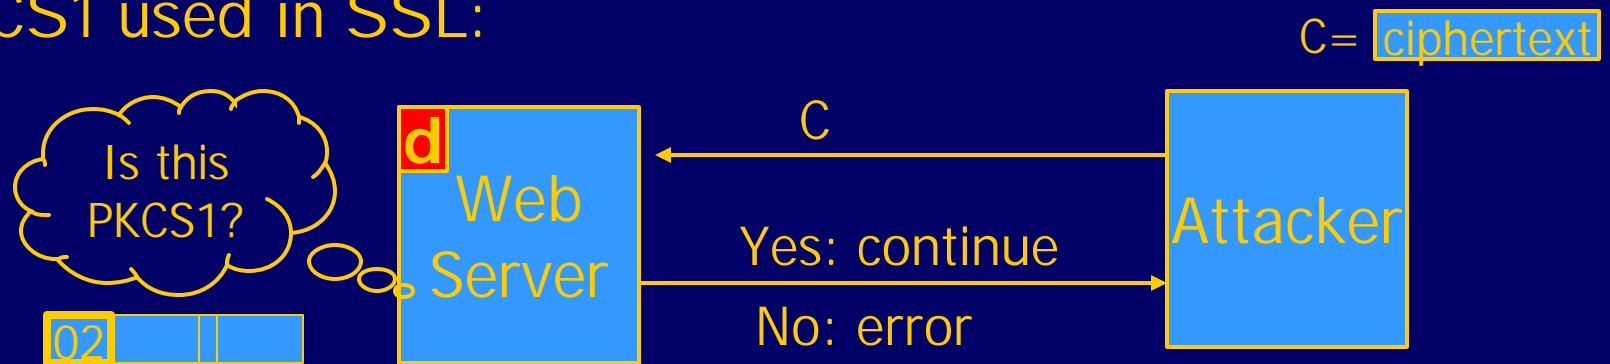 CS1 used in SSL:
C= ciphertext
Is this
PKCS1?
d
Web
Server
C
Yes: continue
No: error
Attacker
02